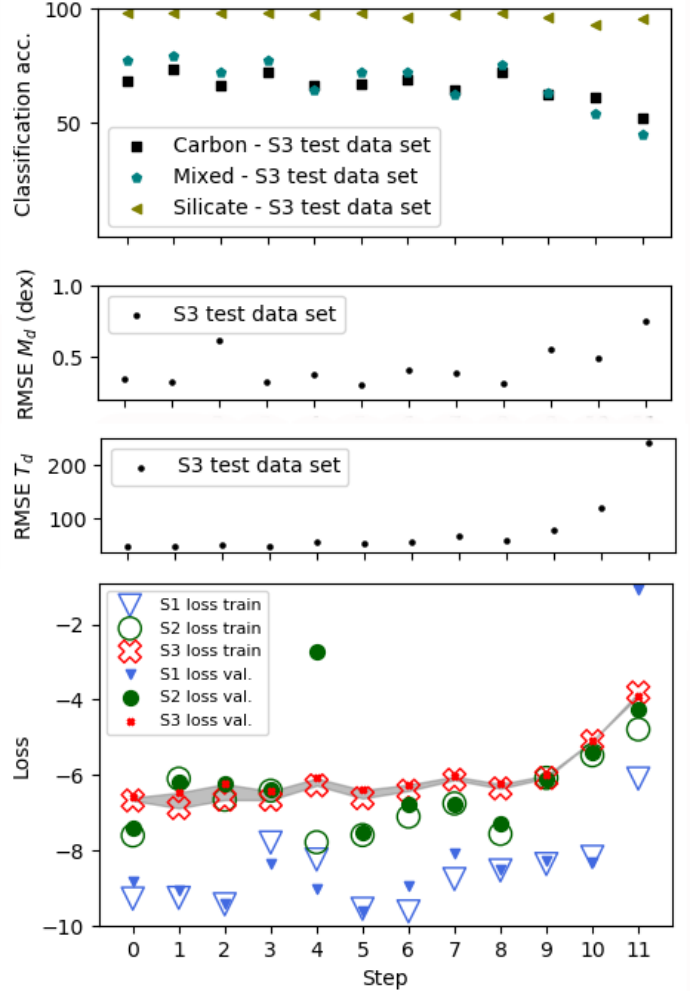 100
50
Classification acc.
Carbon - S3 test data set
Mixed - S3 test data set
Silicate - S3 test data set
1.0
0.5
RMSE M_d (dex)
S3 test data set
200
100
RMSE T_d
S3 test data set
−2
−4
−6
−8
−10
Loss
S1 loss train
S2 loss train
S3 loss train
S1 loss val.
S2 loss val.
S3 loss val.
0 1 2 3 4 5 6 7 8 9 10 11
Step